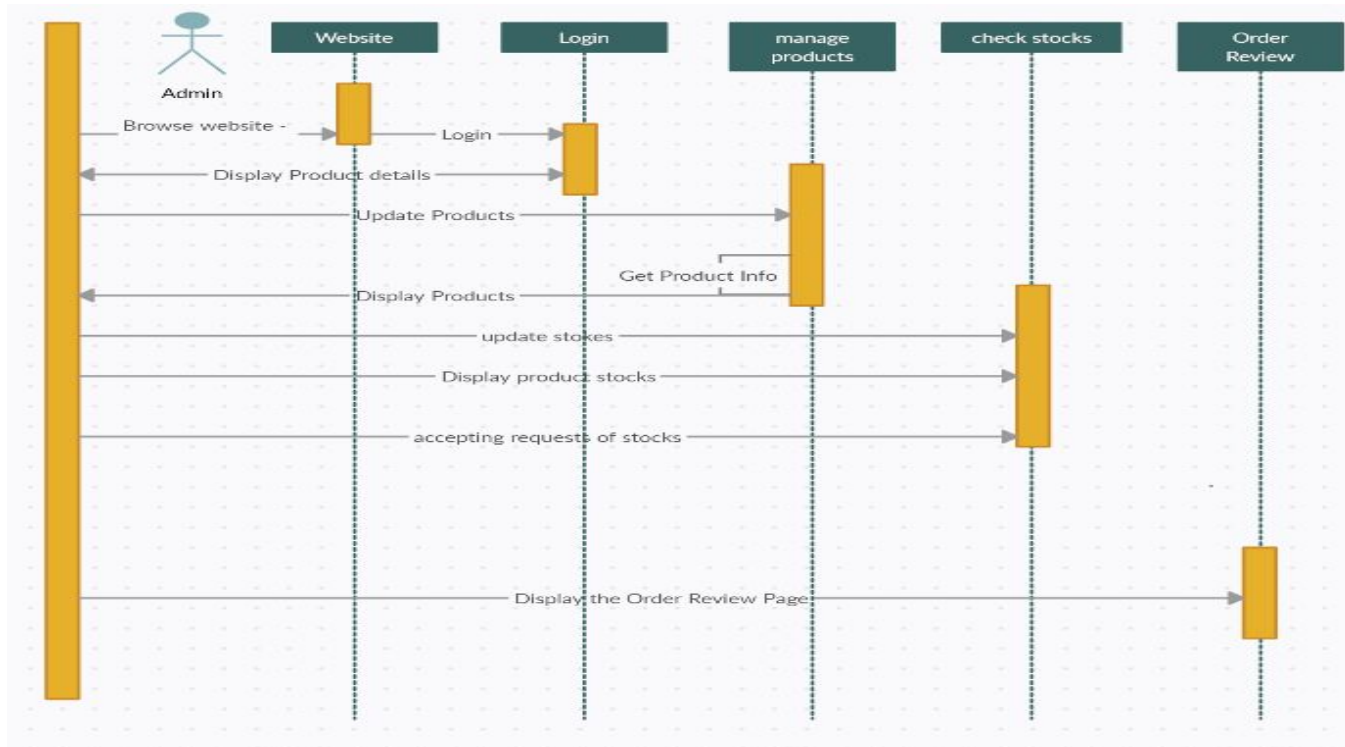 Website
Login
manage
products
check stocks
Order
Review
Admin
Browse website -
Login
Display Product details
Update Products
Get Product Info
Display Products
update stokes
Display product stocks
accepting requests of stocks
Display the Order Review Page